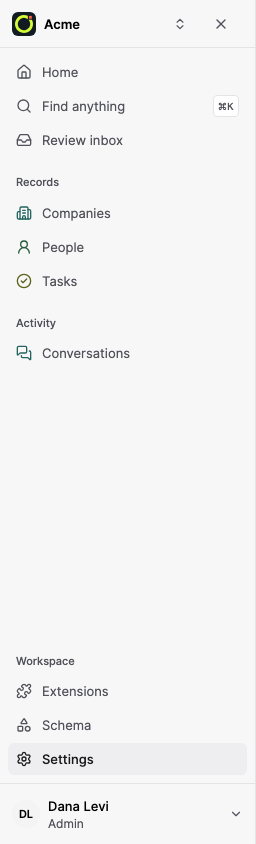 Acme
Home
Find anything ⌘K
Review inbox
Records
Companies
People
Tasks
Activity
Conversations
Workspace
Extensions
Schema
Settings
DL Dana Levi
Admin